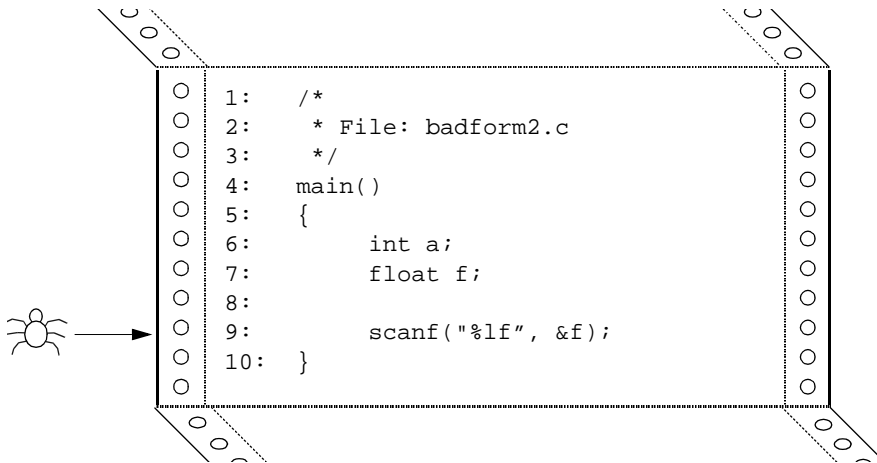 1: /*
2: * File: badform2.c
3: */
4: main()
5: {
6: int a;
7: float f;
8:
9: scanf("%lf”, &f);
10: }